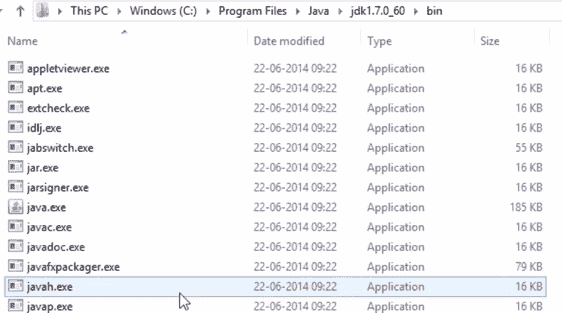 This PC Windows (C:) Program Files Java jdk1.7.0_60 bin
Name Date modified Type Size
appletviewer.exe 22-06-2014 09:22 Application 16 KB
apt.exe 22-06-2014 09:22 Application 16 KB
extcheck.exe 22-06-2014 09:22 Application 16 KB
idlj.exe 22-06-2014 09:22 Application 16 KB
jabswitch.exe 22-06-2014 09:22 Application 55 KB
jar.exe 22-06-2014 09:22 Application 16 KB
jarsigner.exe 22-06-2014 09:22 Application 16 KB
java.exe 22-06-2014 09:22 Application 185 KB
javac.exe 22-06-2014 09:22 Application 16 KB
javadoc.exe 22-06-2014 09:22 Application 16 KB
javafxpackager.exe 22-06-2014 09:22 Application 79 KB
javah.exe 22-06-2014 09:22 Application 16 KB
javap.exe 22-06-2014 09:22 Application 16 KB